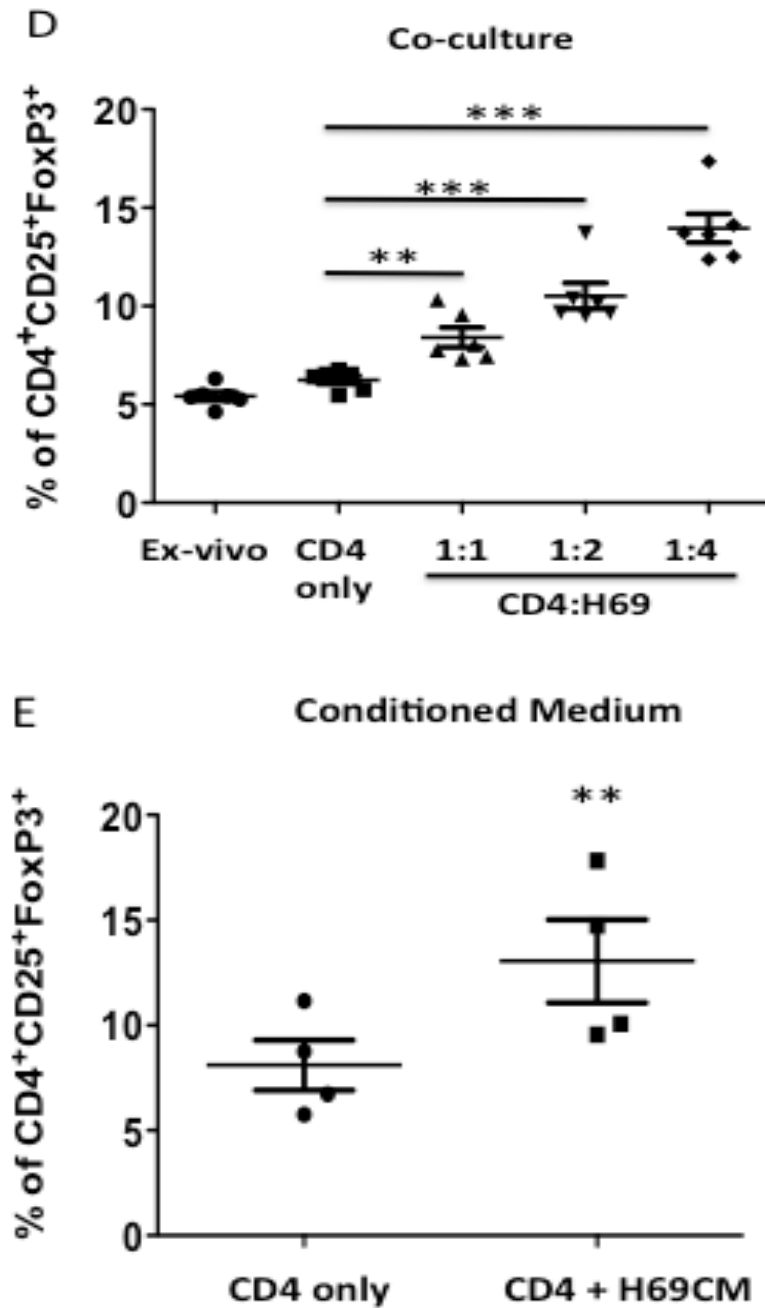 D
Co-culture
% of CD4⁺CD25⁺FoxP3⁺
20
15
10
5
0
***
***
**
Ex-vivo
CD4 only
1:1
1:2
1:4
CD4:H69
E
Conditioned Medium
% of CD4⁺CD25⁺FoxP3⁺
20
15
10
5
0
**
CD4 only
CD4 + H69CM